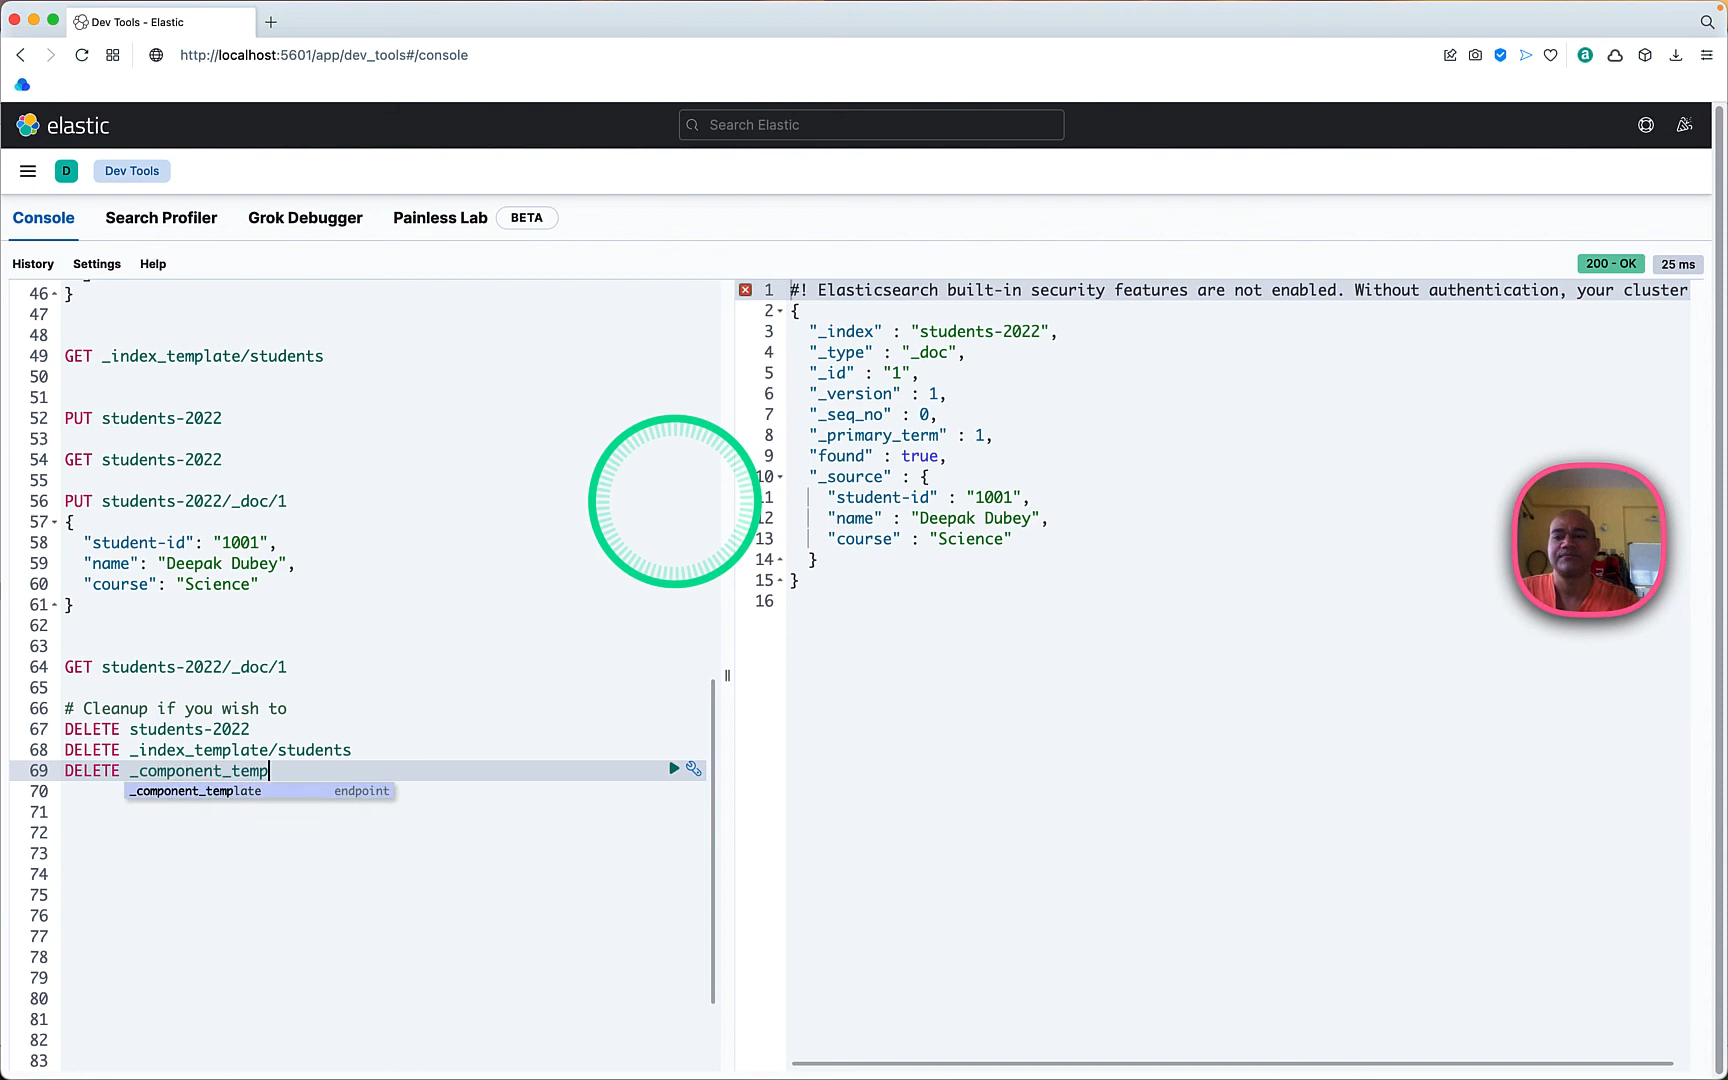 Dev Tools - Elastic
http://localhost:5601/app/dev_tools#/console
a
elastic
Search Elastic
D
Dev Tools
Console
Search Profiler
Grok Debugger
Painless Lab
BETA
History
Settings
Help
200 - OK
25 ms
46 }
47
48
49 GET _index_template/students
50
51
52 PUT students-2022
53
54 GET students-2022
55
56 PUT students-2022/_doc/1
57 {
58 "student-id": "1001",
59 "name": "Deepak Dubey",
60 "course": "Science"
61 }
62
63
64 GET students-2022/_doc/1
65
66 # Cleanup if you wish to
67 DELETE students-2022
68 DELETE _index_template/students
69 DELETE _component_temp
_component_template endpoint
70
71
72
73
74
75
76
77
78
79
80
81
82
83
1 #! Elasticsearch built-in security features are not enabled. Without authentication, your cluster
2 {
3 "_index" : "students-2022",
4 "_type" : "_doc",
5 "_id" : "1",
6 "_version" : 1,
7 "_seq_no" : 0,
8 "_primary_term" : 1,
9 "found" : true,
10 "_source" : {
11 "student-id" : "1001",
12 "name" : "Deepak Dubey",
13 "course" : "Science"
14 }
15 }
16